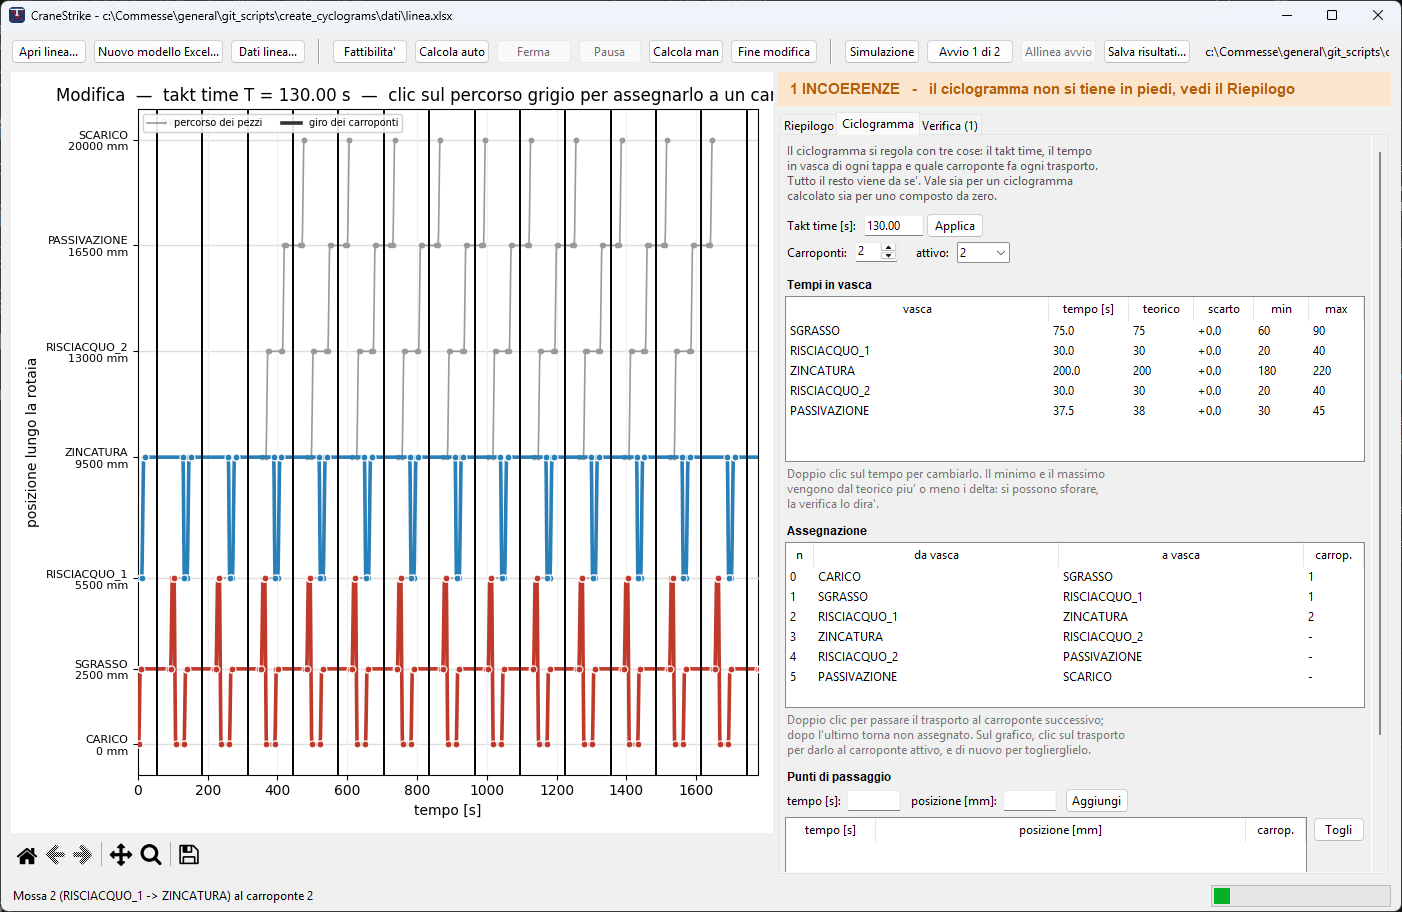 CraneStrike - c:\Commesse\general\git_scripts\create_cyclograms\dati\linea.xlsx
Apri linea... Nuovo modello Excel... Dati linea... Fattibilita' Calcola auto Ferma Pausa Calcola man Fine modifica Simulazione Avvio 1 di 2 Allinea avvio Salva risultati... c:\Commesse\general\git_scripts\c
Modifica — takt time T = 130.00 s — clic sul percorso grigio per assegnarlo a un car
percorso dei pezzi giro dei carroponti
SCARICO
20000 mm
PASSIVAZIONE
16500 mm
RISCIACQUO_2
13000 mm
ZINCATURA
9500 mm
RISCIACQUO_1
5500 mm
SGRASSO
2500 mm
CARICO
0 mm
posizione lungo la rotaia
0 200 400 600 800 1000 1200 1400 1600
tempo [s]
1 INCOERENZE - il ciclogramma non si tiene in piedi, vedi il Riepilogo
Riepilogo Ciclogramma Verifica (1)
Il ciclogramma si regola con tre cose: il takt time, il tempo
in vasca di ogni tappa e quale carroponte fa ogni trasporto.
Tutto il resto viene da se'. Vale sia per un ciclogramma
calcolato sia per uno composto da zero.
Takt time [s]: 130.00 Applica
Carroponti: 2 attivo: 2
Tempi in vasca
vasca tempo [s] teorico scarto min max
SGRASSO 75.0 75 +0.0 60 90
RISCIACQUO_1 30.0 30 +0.0 20 40
ZINCATURA 200.0 200 +0.0 180 220
RISCIACQUO_2 30.0 30 +0.0 20 40
PASSIVAZIONE 37.5 38 +0.0 30 45
Doppio clic sul tempo per cambiarlo. Il minimo e il massimo
vengono dal teorico piu' o meno i delta: si possono sforare,
la verifica lo dira'.
Assegnazione
n da vasca a vasca carrop.
0 CARICO SGRASSO 1
1 SGRASSO RISCIACQUO_1 1
2 RISCIACQUO_1 ZINCATURA 2
3 ZINCATURA RISCIACQUO_2 -
4 RISCIACQUO_2 PASSIVAZIONE -
5 PASSIVAZIONE SCARICO -
Doppio clic per passare il trasporto al carroponte successivo;
dopo l'ultimo torna non assegnato. Sul grafico, clic sul trasporto
per darlo al carroponte attivo, e di nuovo per toglierglielo.
Punti di passaggio
tempo [s]: posizione [mm]: Aggiungi
tempo [s] posizione [mm] carrop. Togli
Mossa 2 (RISCIACQUO_1 -> ZINCATURA) al carroponte 2